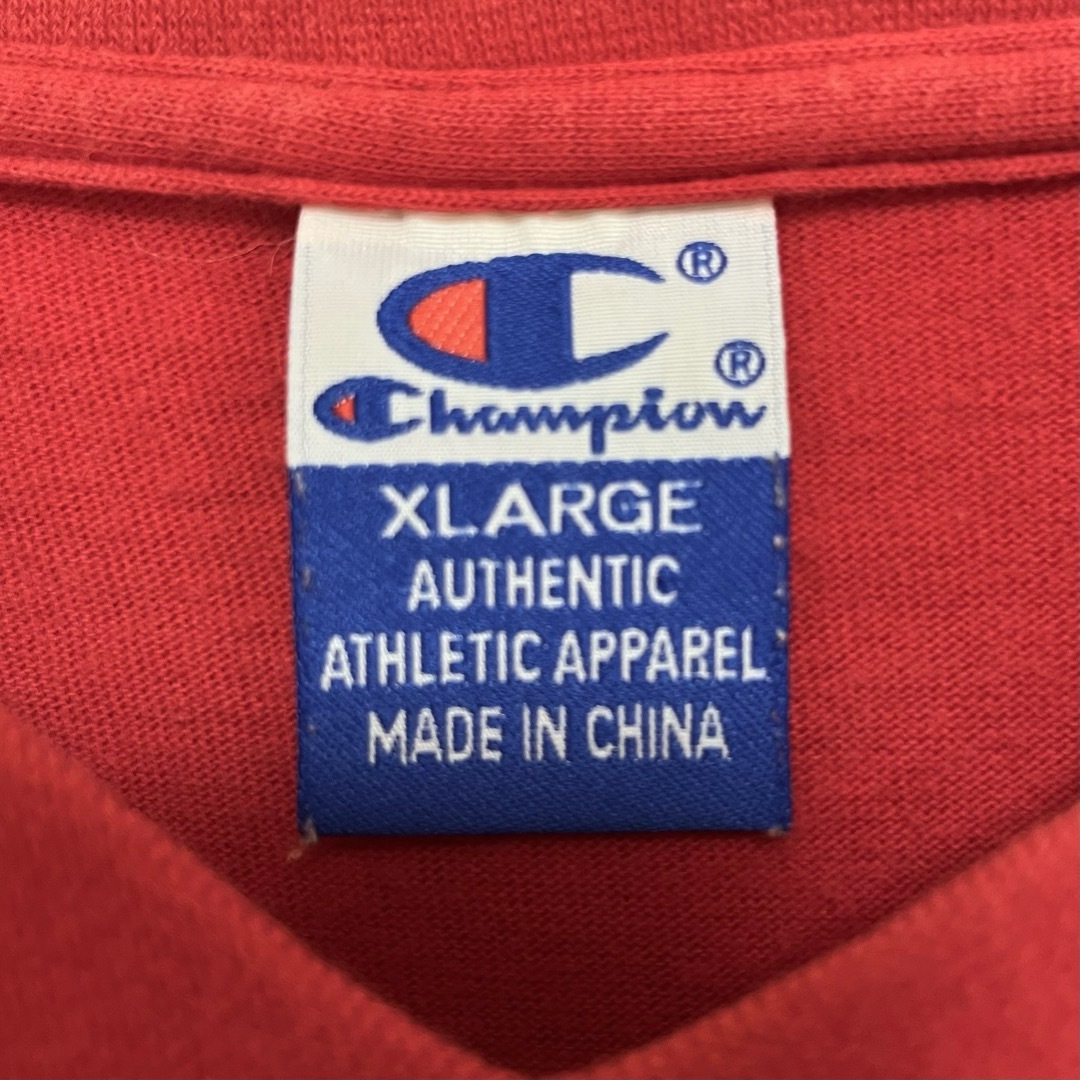 ®
Champion®
XLARGE
AUTHENTIC
ATHLETIC APPAREL
MADE IN CHINA